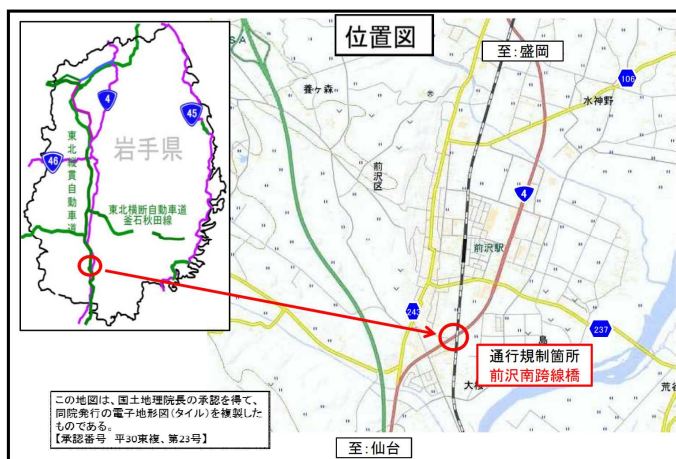 位置図
至:盛岡
SA
養ヶ森
106
水神野
4
45
岩手県
46
東北縦貫自動車道
東北横断自動車道
釜石秋田線
前沢区
4
前沢駅
243
237
島
通行規制箇所
前沢南跨線橋
大桜
荒谷
この地図は、国土地理院長の承認を得て、
同院発行の電子地形図(タイル)を複製した
ものである。
【承認番号 平30東複、第23号】
至:仙台